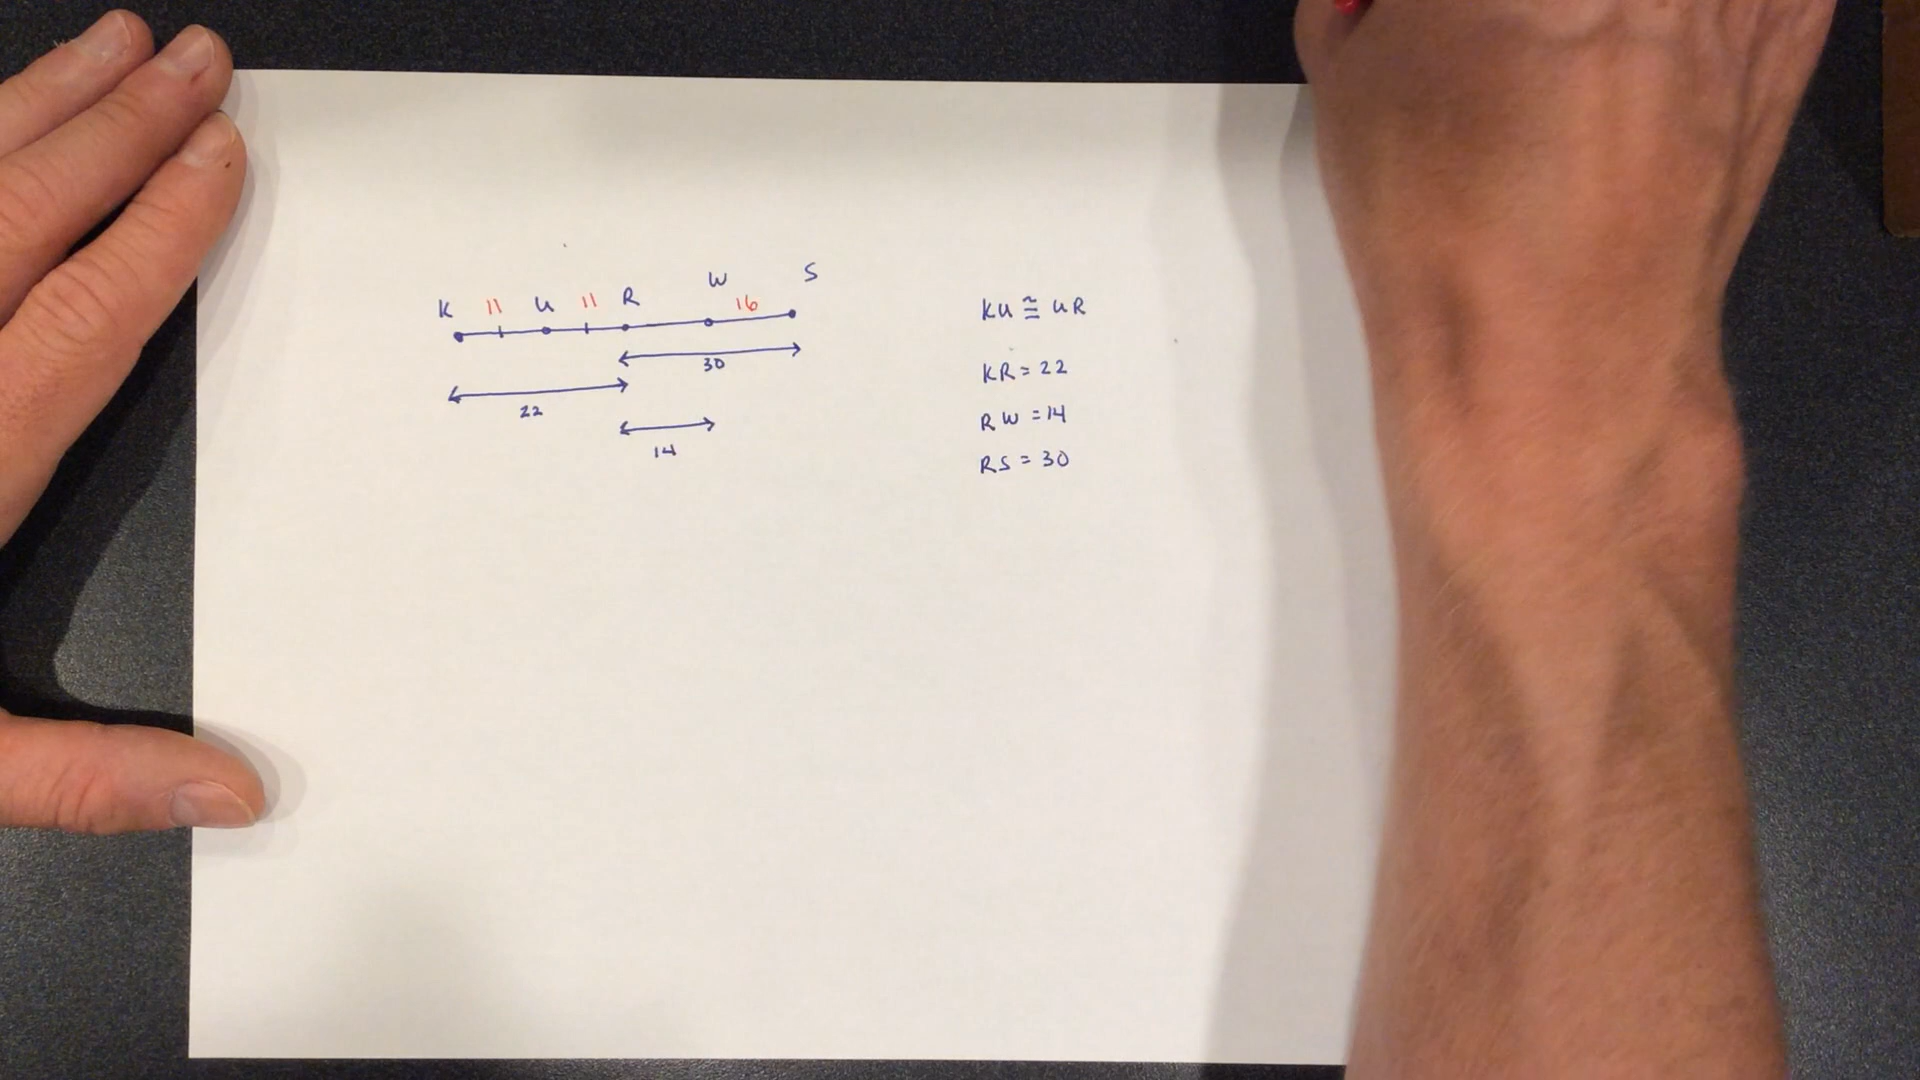 K 11 U 11 R W 16 S
30
22
14
KU ≅ UR
KR = 22
RW = 14
RS = 30